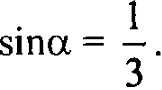 sinα = 1/3.